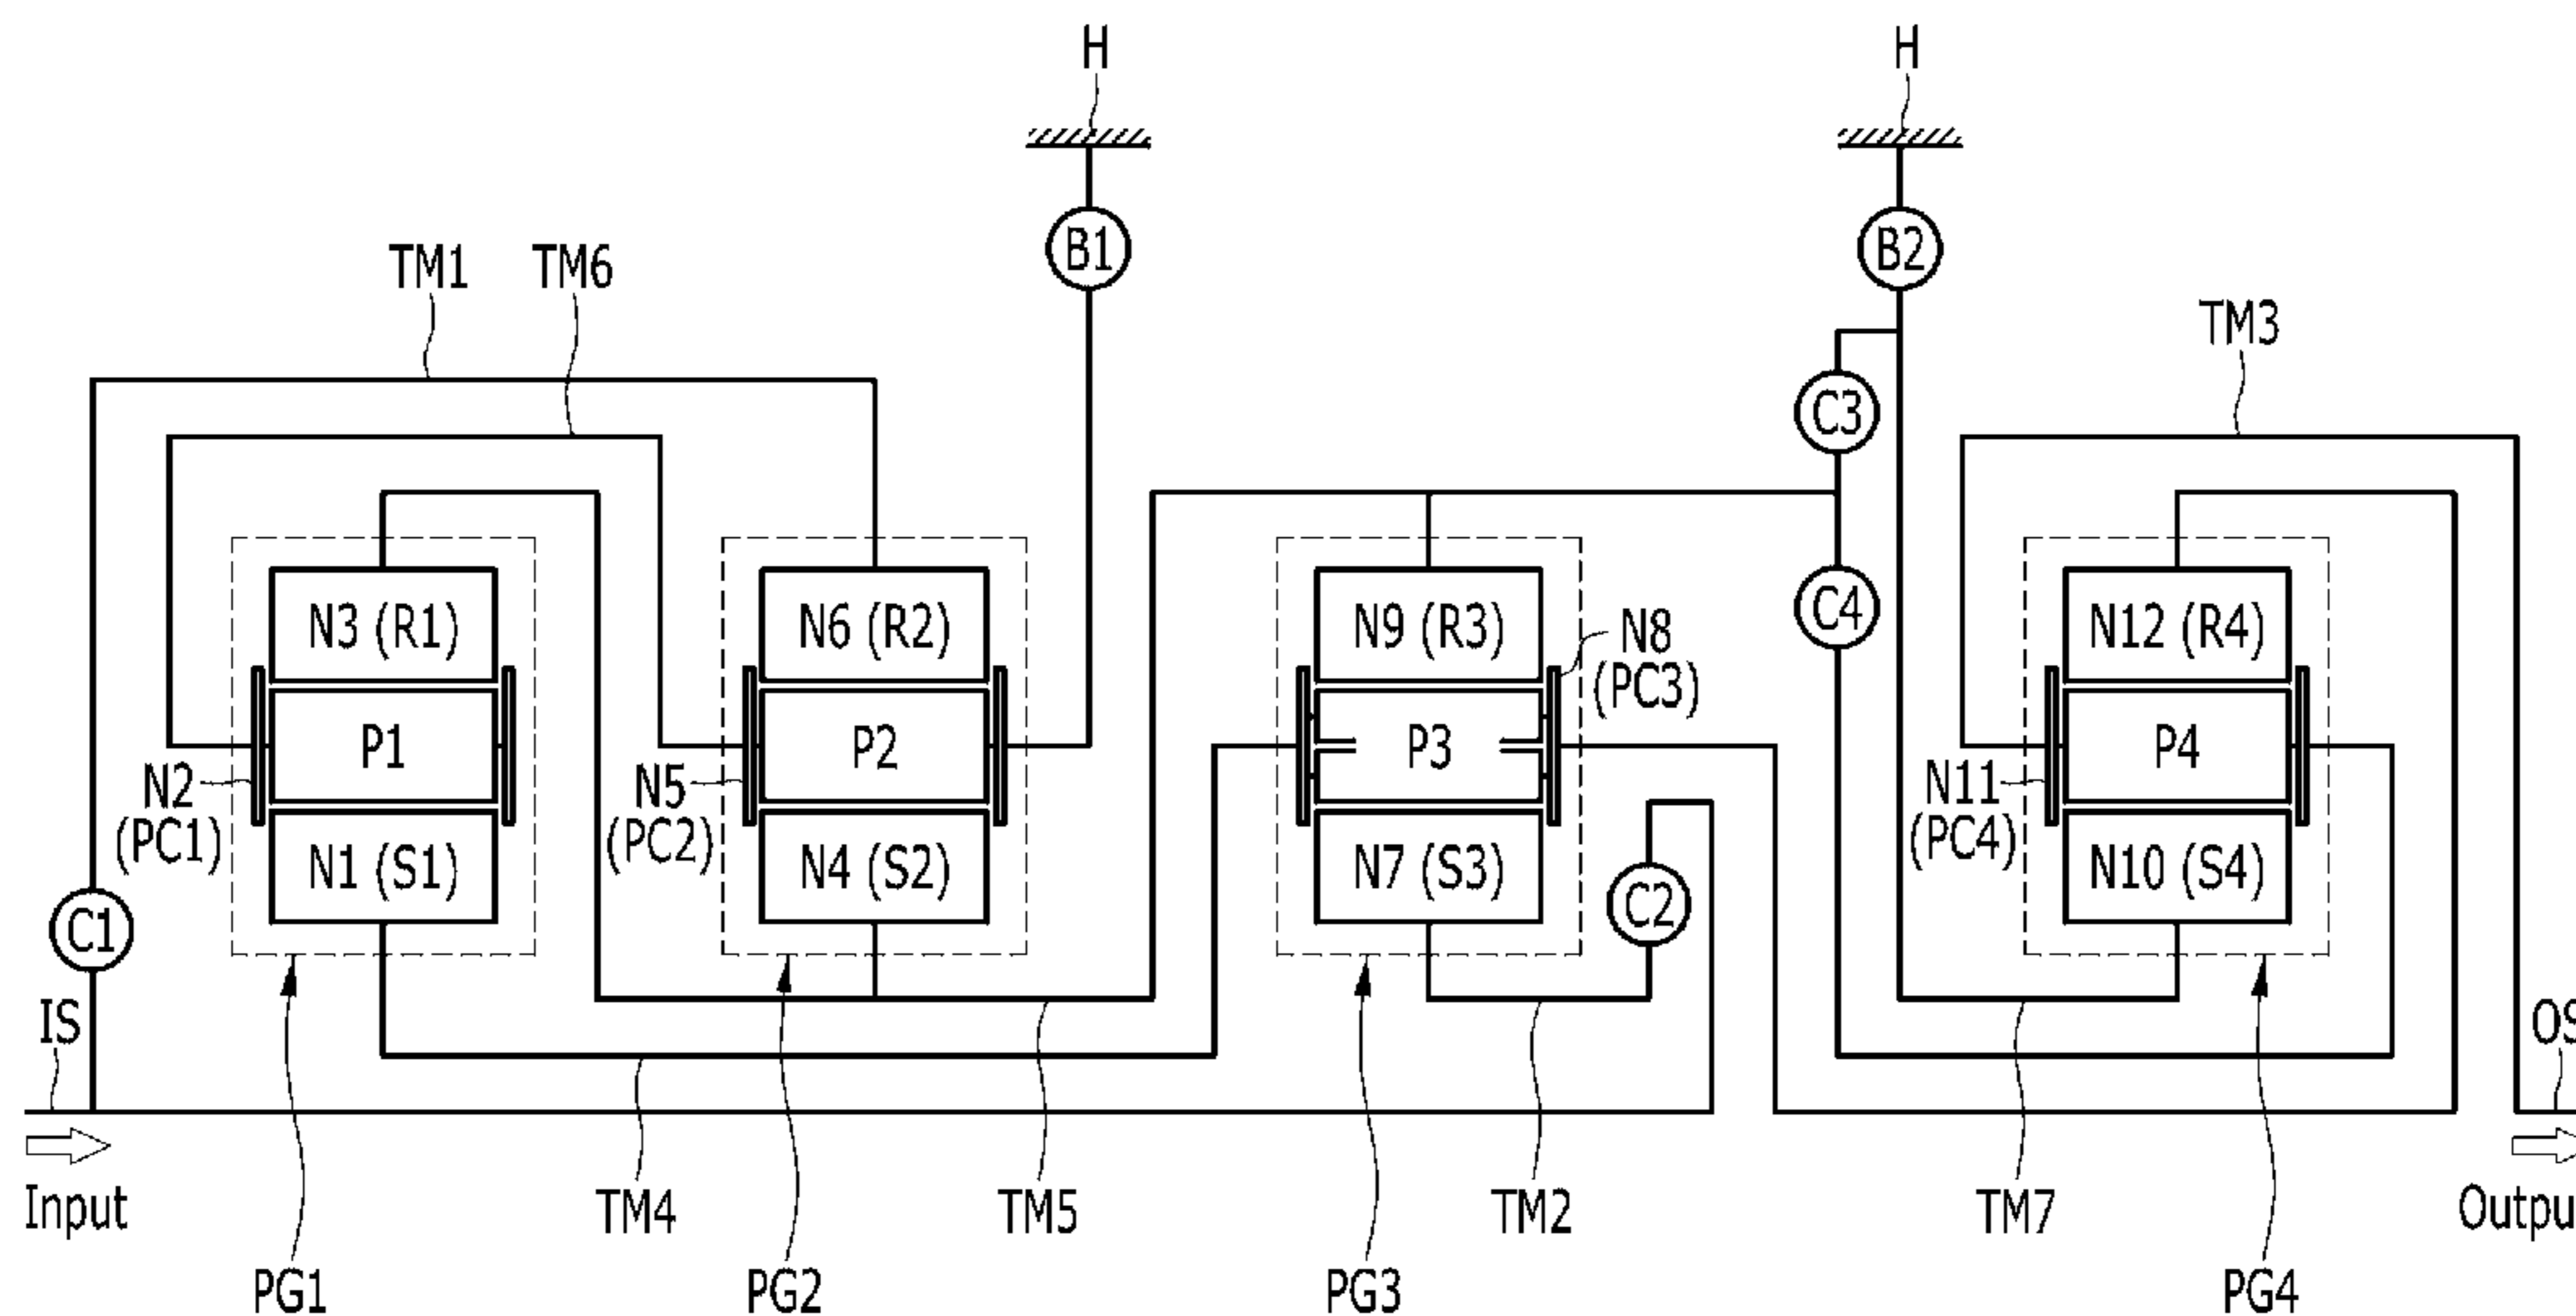 H
H
B1
B2
TM1
TM6
TM3
C3
C4
N3 (R1)
N6 (R2)
N9 (R3)
N12 (R4)
N8
(PC3)
P1
P2
P3
P4
N2
(PC1)
N5
(PC2)
N11
(PC4)
N1 (S1)
N4 (S2)
N7 (S3)
N10 (S4)
C1
C2
IS
OS
Input
TM4
TM5
TM2
TM7
Outpu
PG1
PG2
PG3
PG4